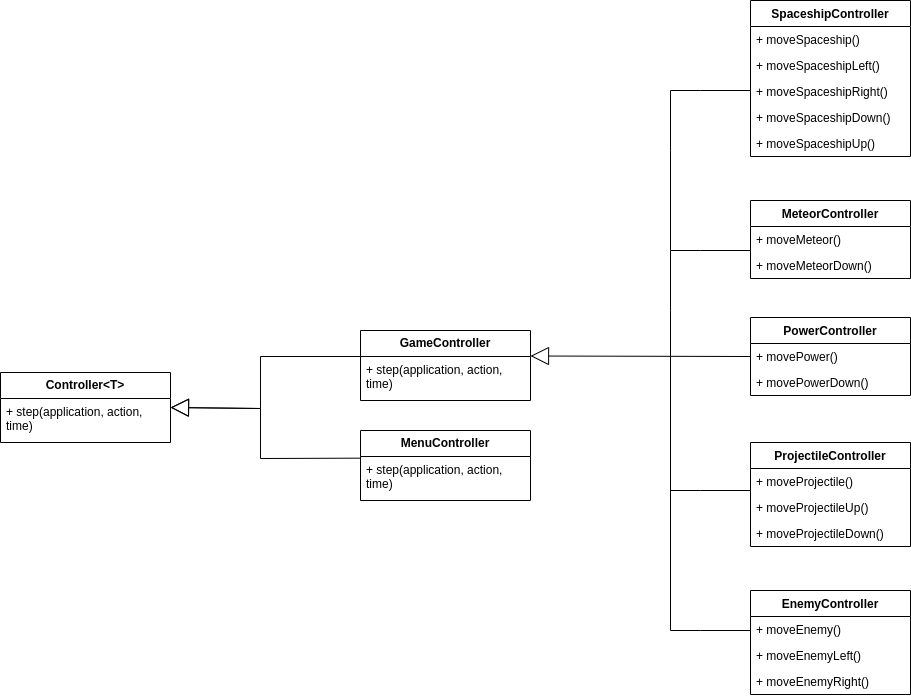 SpaceshipController
+ moveSpaceship()
+ moveSpaceshipLeft()
+ moveSpaceshipRight()
+ moveSpaceshipDown()
+ moveSpaceshipUp()
MeteorController
+ moveMeteor()
+ moveMeteorDown()
PowerController
+ movePower()
+ movePowerDown()
GameController
+ step(application, action,
time)
Controller<T>
+ step(application, action,
time)
MenuController
+ step(application, action,
time)
ProjectileController
+ moveProjectile()
+ moveProjectileUp()
+ moveProjectileDown()
EnemyController
+ moveEnemy()
+ moveEnemyLeft()
+ moveEnemyRight()